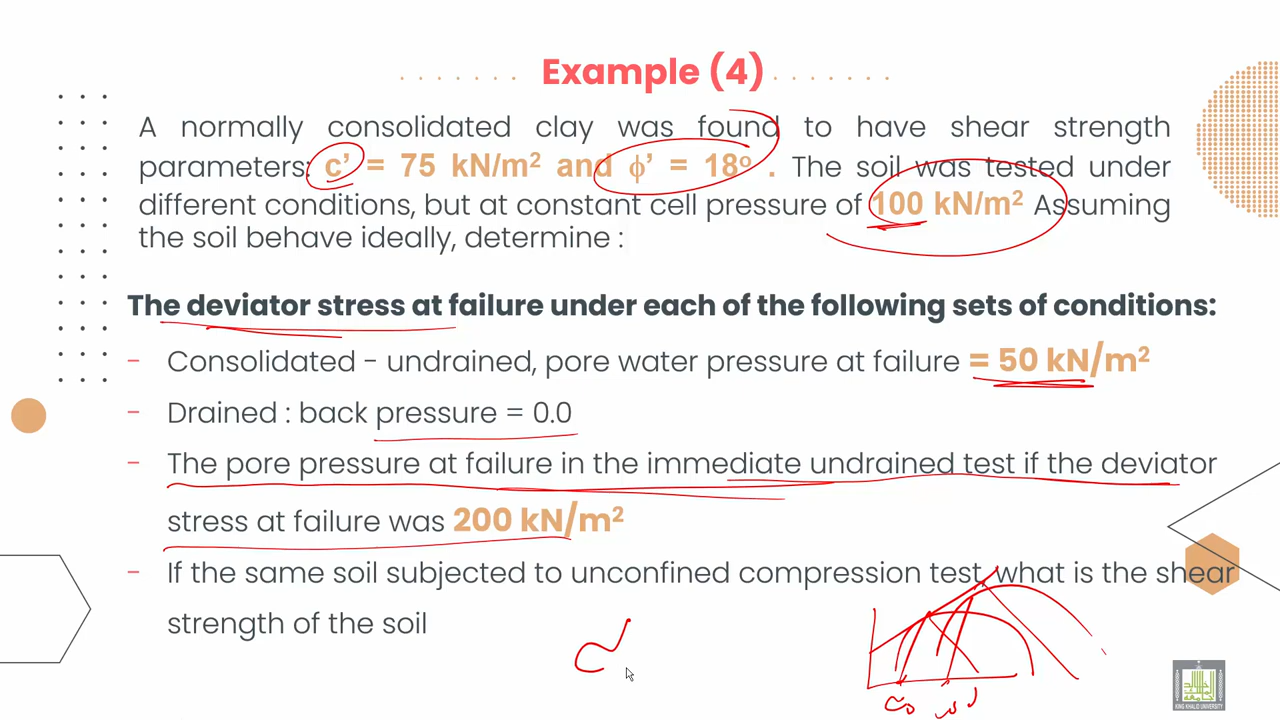 Example (4)
A normally consolidated clay was found to have shear strength
parameters: c’ = 75 kN/m² and ϕ’ = 18º . The soil was tested under
different conditions, but at constant cell pressure of 100 kN/m² Assuming
the soil behave ideally, determine :
The deviator stress at failure under each of the following sets of conditions:
- Consolidated - undrained, pore water pressure at failure = 50 kN/m²
- Drained : back pressure = 0.0
- The pore pressure at failure in the immediate undrained test if the deviator
stress at failure was 200 kN/m²
- If the same soil subjected to unconfined compression test, what is the shear
strength of the soil
KING KHALID UNIVERSITY